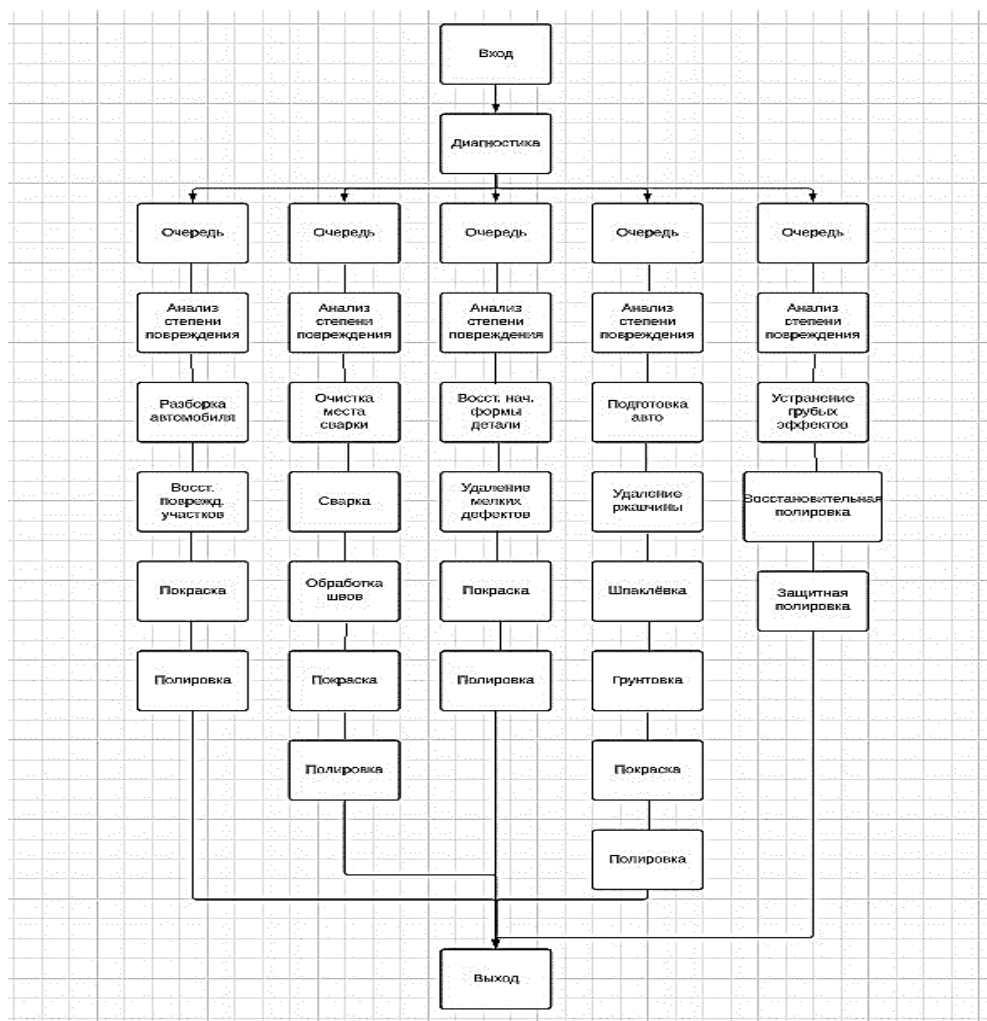 Вход
Диагностика
Очередь
Очередь
Очередь
Очередь
Очередь
Анализ
степени
повреждения
Анализ
степени
повреждения
Анализ
степени
повреждения
Анализ
степени
повреждения
Анализ
степени
повреждения
Разборка
автомобиля
Очистка
места
сварки
Восст. нач.
формы
детали
Подготовка
авто
Устранение
грубых
эффектов
Восст.
поврежд.
участков
Сварка
Удаление
мелких
дефектов
Удаление
ржавчины
Восстановительная
полировка
Покраска
Обработка
швов
Покраска
Шпаклёвка
Защитная
полировка
Полировка
Покраска
Полировка
Грунтовка
Полировка
Покраска
Полировка
Выход